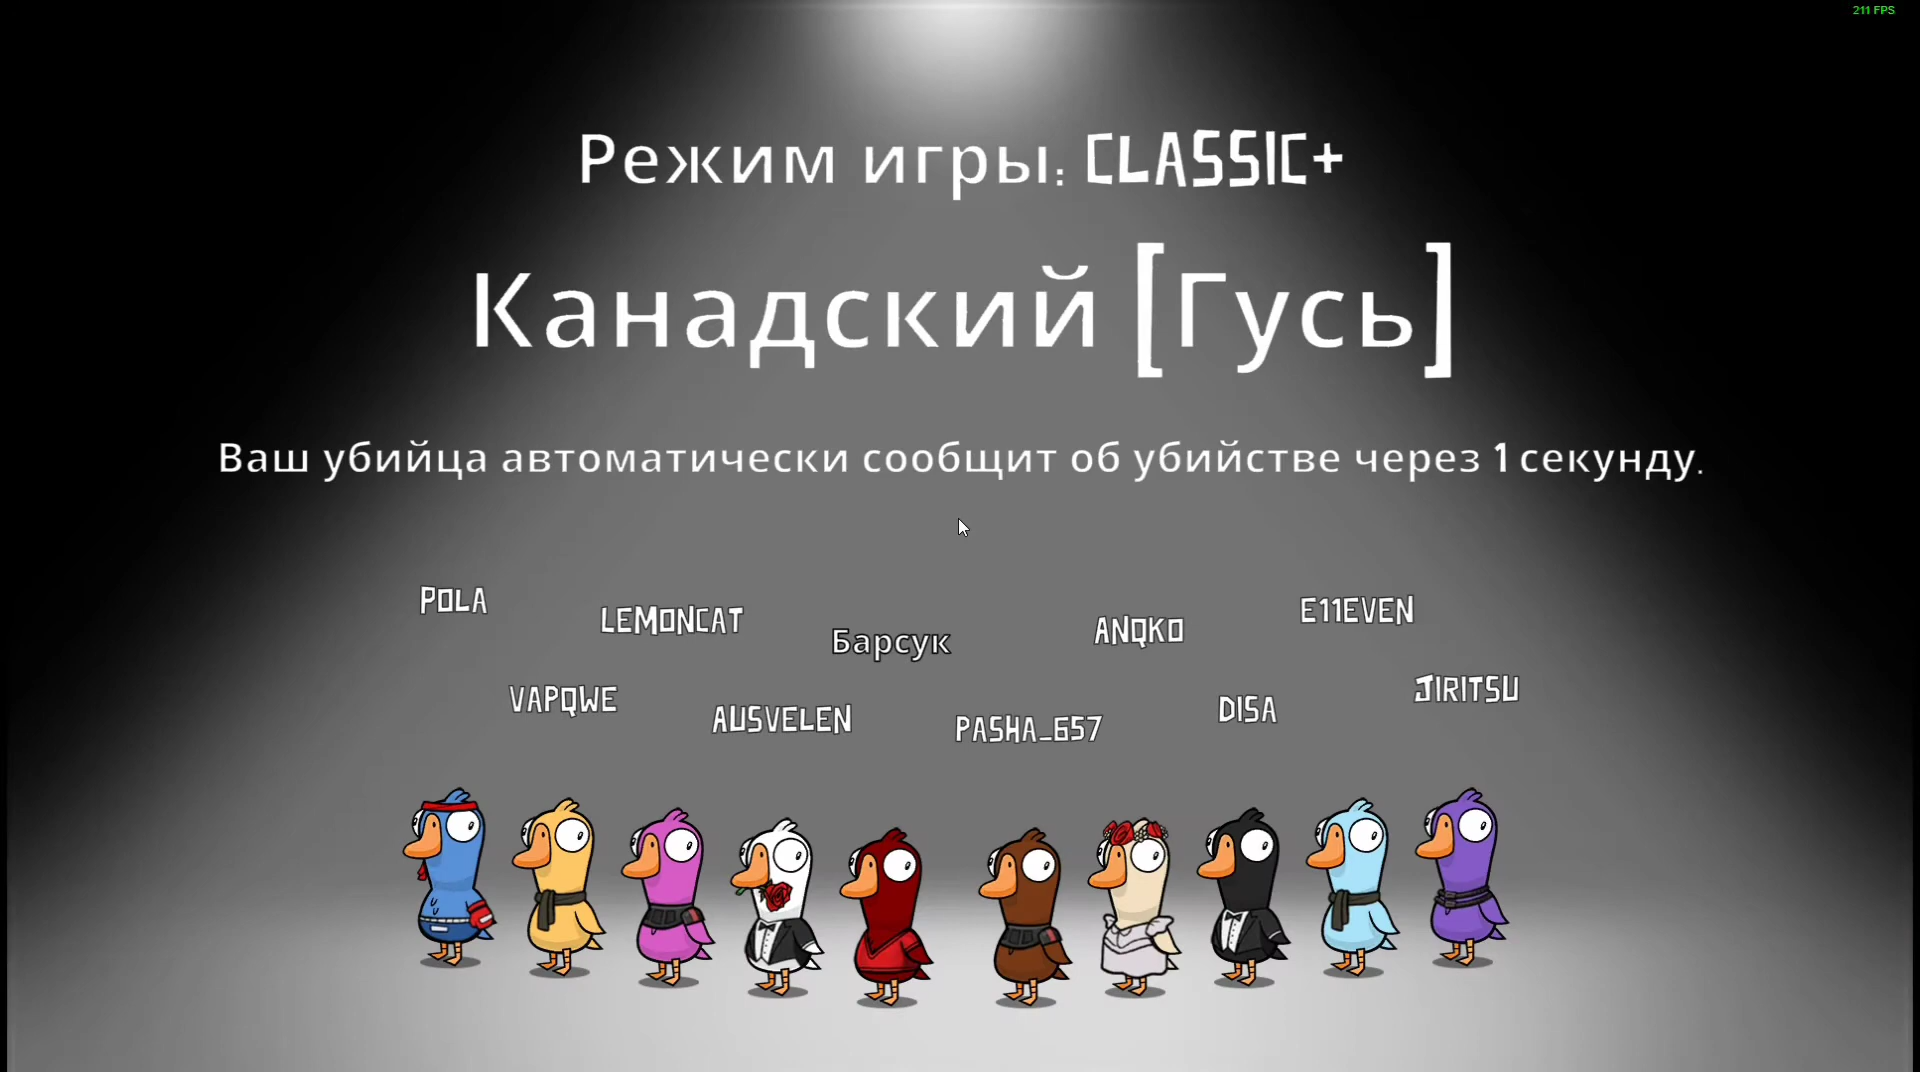 211 FPS
Режим игры: CLASSIC+
Канадский [Гусь]
Ваш убийца автоматически сообщит об убийстве через 1 секунду.
POLA
LEMONCAT
Барсук
ANQKO
E11EVEN
VAPQWE
AUSVELEN
PASHA_657
DISA
JIRITSU